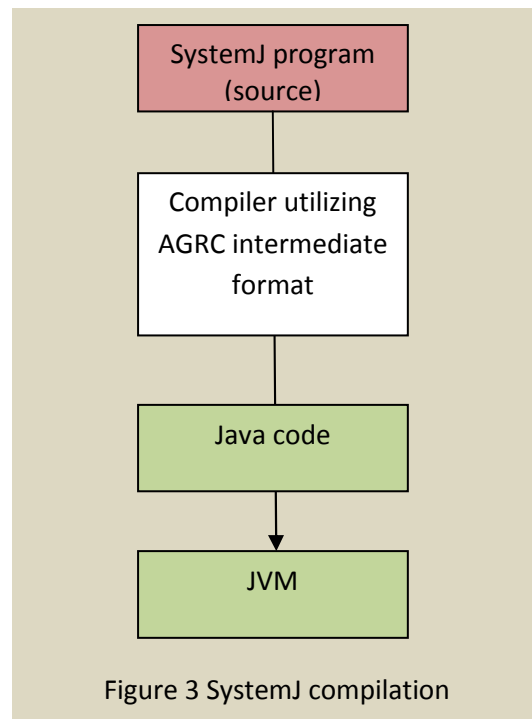 SystemJ program
(source)
Compiler utilizing
AGRC intermediate
format
Java code
JVM
Figure 3 SystemJ compilation